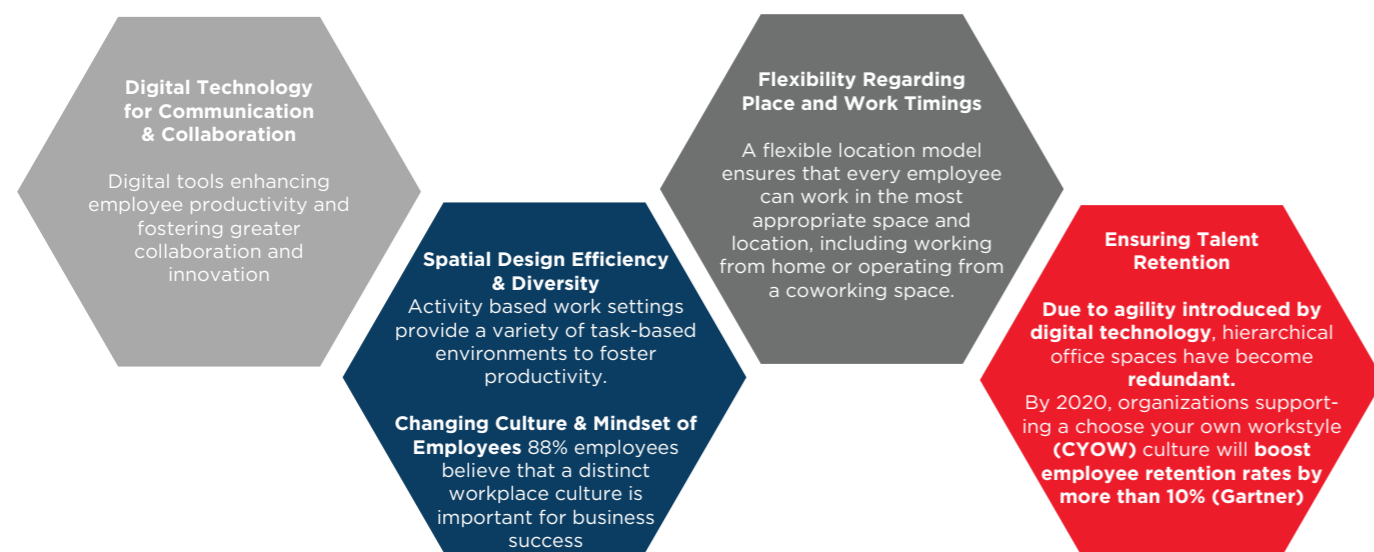 Digital Technology
for Communication
& Collaboration
Digital tools enhancing
employee productivity and
fostering greater
collaboration and
innovation
Spatial Design Efficiency
& Diversity
Activity based work settings
provide a variety of task-based
environments to foster
productivity.
Changing Culture & Mindset of
Employees 88% employees
believe that a distinct
workplace culture is
important for business
success
Flexibility Regarding
Place and Work Timings
A flexible location model
ensures that every employee
can work in the most
appropriate space and
location, including working
from home or operating from
a coworking space.
Ensuring Talent
Retention
Due to agility introduced by
digital technology, hierarchical
office spaces have become
redundant.
By 2020, organizations support-
ing a choose your own workstyle
(CYOW) culture will boost
employee retention rates by
more than 10% (Gartner)